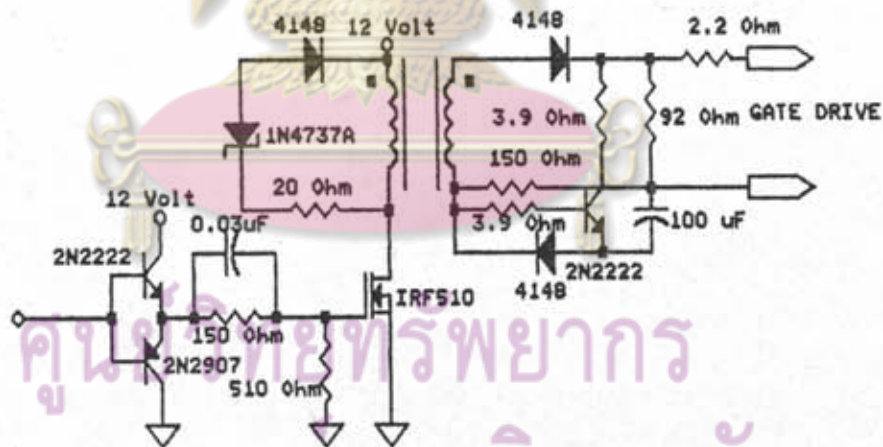 4148
12 Volt
4148
2.2 Ohm
1N4737A
3.9 Ohm
92 Ohm
GATE DRIVE
150 Ohm
20 Ohm
12 Volt
0.03uF
3.9 Ohm
100 uF
2N2222
2N2222
4148
IRF510
150 Ohm
2N2907
510 Ohm
ศูนย์วิทยทรัพยากร